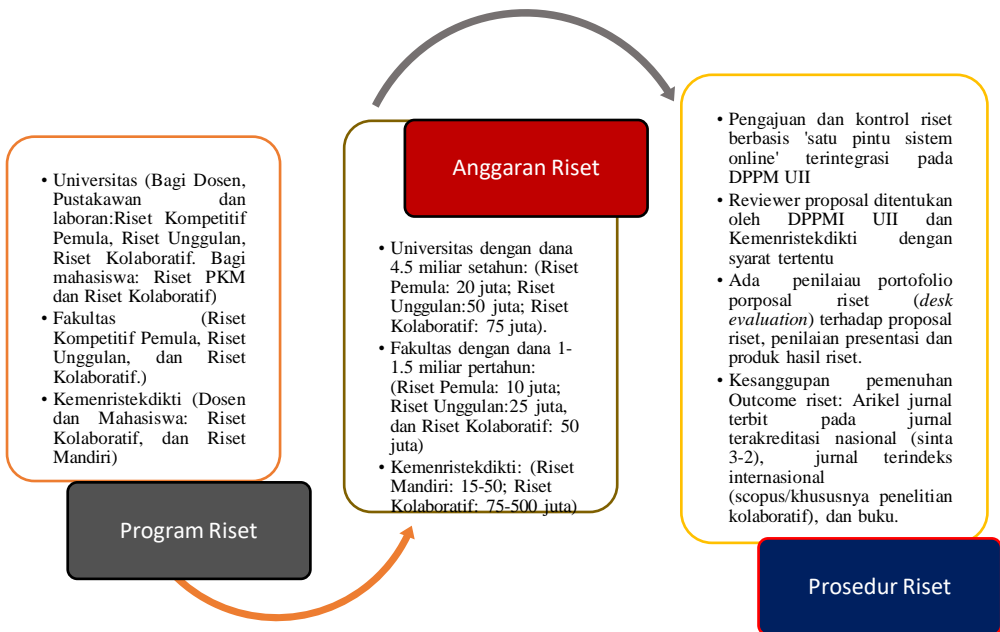 • Universitas (Bagi Dosen,
Pustakawan dan
laboran:Riset Kompetitif
Pemula, Riset Unggulan,
Riset Kolaboratif. Bagi
mahasiswa: Riset PKM
dan Riset Kolaboratif)
• Fakultas (Riset
Kompetitif Pemula, Riset
Unggulan, dan Riset
Kolaboratif.)
• Kemenristekdikti (Dosen
dan Mahasiswa: Riset
Kolaboratif, dan Riset
Mandiri)
Program Riset
Anggaran Riset
• Universitas dengan dana
4.5 miliar setahun: (Riset
Pemula: 20 juta; Riset
Unggulan:50 juta; Riset
Kolaboratif: 75 juta).
• Fakultas dengan dana 1-
1.5 miliar pertahun:
(Riset Pemula: 10 juta;
Riset Unggulan:25 juta,
dan Riset Kolaboratif: 50
juta)
• Kemenristekdikti: (Riset
Mandiri: 15-50; Riset
Kolaboratif: 75-500 juta)
• Pengajuan dan kontrol riset
berbasis 'satu pintu sistem
online' terintegrasi pada
DPPM UII
• Reviewer proposal ditentukan
oleh DPPMI UII dan
Kemenristekdikti dengan
syarat tertentu
• Ada penilaiau portofolio
porposal riset (desk
evaluation) terhadap proposal
riset, penilaian presentasi dan
produk hasil riset.
• Kesanggupan pemenuhan
Outcome riset: Arikel jurnal
terbit pada jurnal
terakreditasi nasional (sinta
3-2), jurnal terindeks
internasional
(scopus/khususnya penelitian
kolaboratif), dan buku.
Prosedur Riset